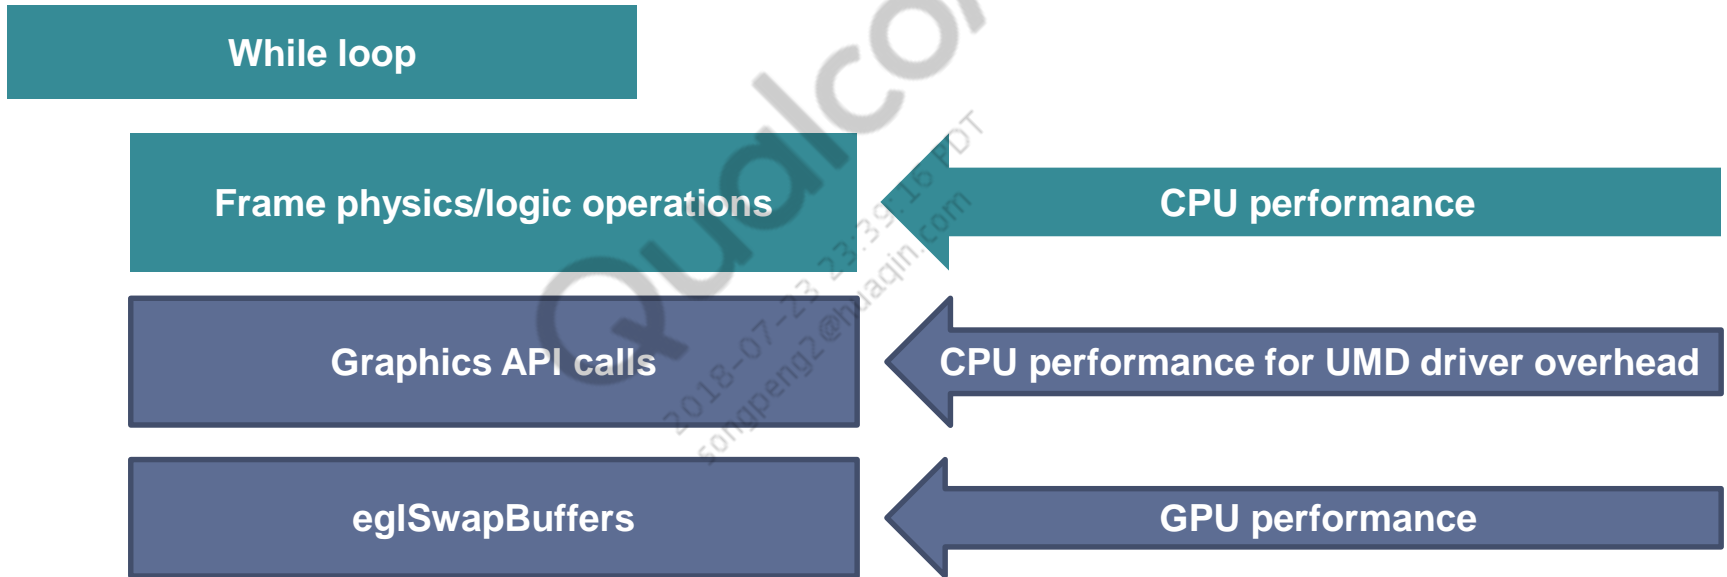 While loop
Frame physics/logic operations
CPU performance
Graphics API calls
CPU performance for UMD driver overhead
eglSwapBuffers
GPU performance
2018-07-23 23:39:16 PDT
songpeng2@huaqin.com